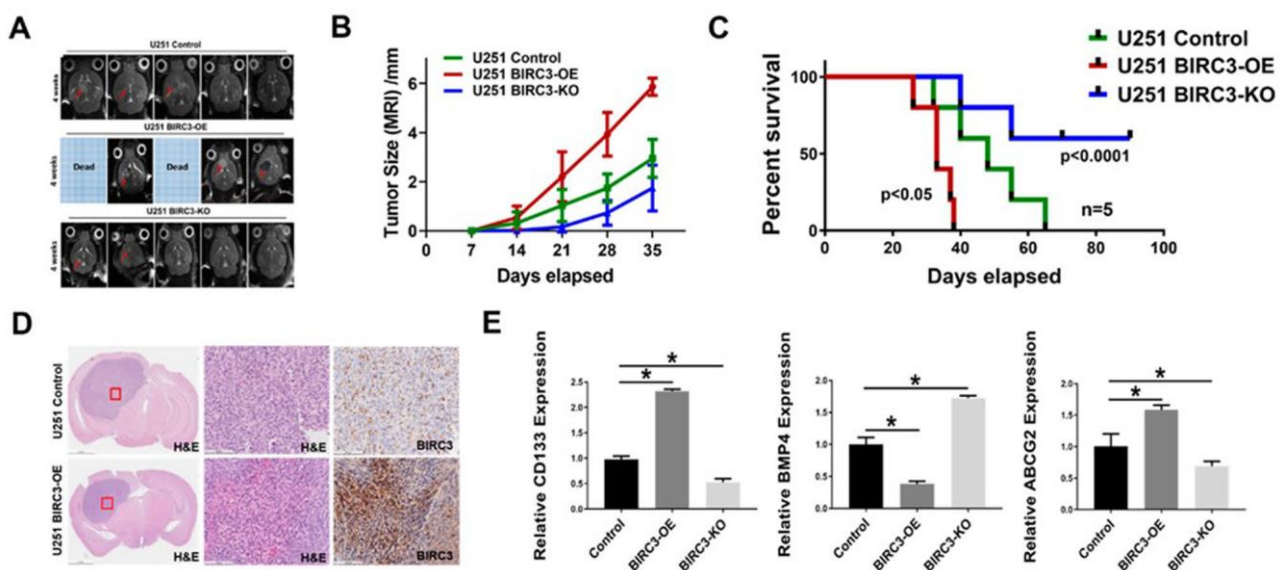 A
U251 Control
4 weeks
U251 BIRC3-OE
4 weeks
Dead
Dead
U251 BIRC3-KO
4 weeks
B
U251 Control
U251 BIRC3-OE
U251 BIRC3-KO
Tumor Size (MRI) /mm
6
4
2
0
0 7 14 21 28 35
Days elapsed
C
U251 Control
U251 BIRC3-OE
U251 BIRC3-KO
Percent survival
100
50
0
p<0.0001
p<0.05
n=5
0 20 40 60 80 100
Days elapsed
D
U251 Control
H&E
H&E
BIRC3
U251 BIRC3-OE
H&E
H&E
BIRC3
E
Relative CD133 Expression
2.5
2.0
1.5
1.0
0.5
0.0
* *
Control BIRC3-OE BIRC3-KO
Relative BMP4 Expression
2.0
1.5
1.0
0.5
0.0
* *
Control BIRC3-OE BIRC3-KO
Relative ABCG2 Expression
2.0
1.5
1.0
0.5
0.0
* *
Control BIRC3-OE BIRC3-KO